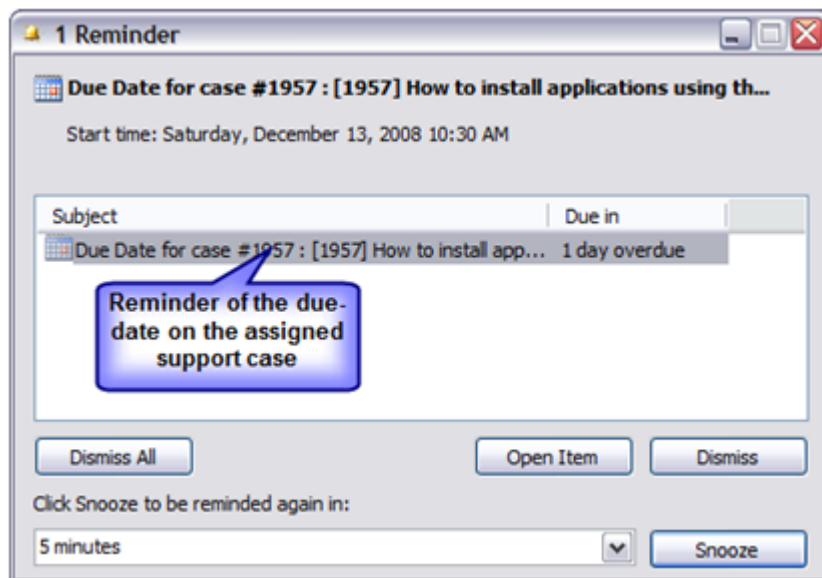 1 Reminder
Due Date for case #1957 : [1957] How to install applications using th...
Start time: Saturday, December 13, 2008 10:30 AM
Subject Due in
Due Date for case #1957 : [1957] How to install app... 1 day overdue
Reminder of the due-
date on the assigned
support case
Dismiss All Open Item Dismiss
Click Snooze to be reminded again in:
5 minutes Snooze